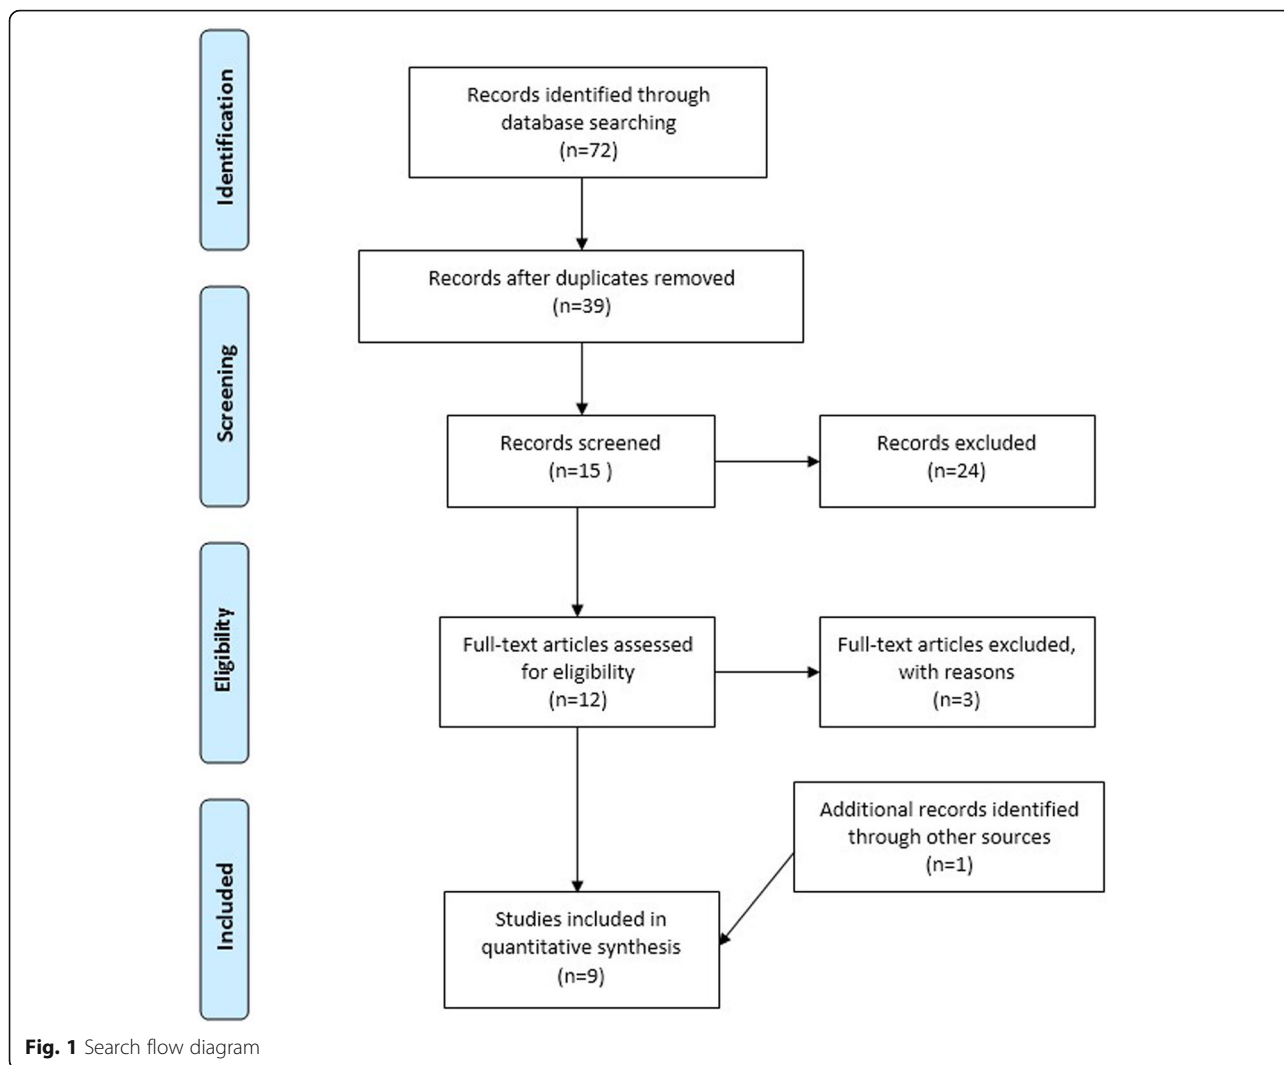 Identification
Records identified through
database searching
(n=72)
Records after duplicates removed
(n=39)
Screening
Records screened
(n=15 )
Records excluded
(n=24)
Eligibility
Full-text articles assessed
for eligibility
(n=12)
Full-text articles excluded,
with reasons
(n=3)
Included
Additional records identified
through other sources
(n=1)
Studies included in
quantitative synthesis
(n=9)
Fig. 1 Search flow diagram